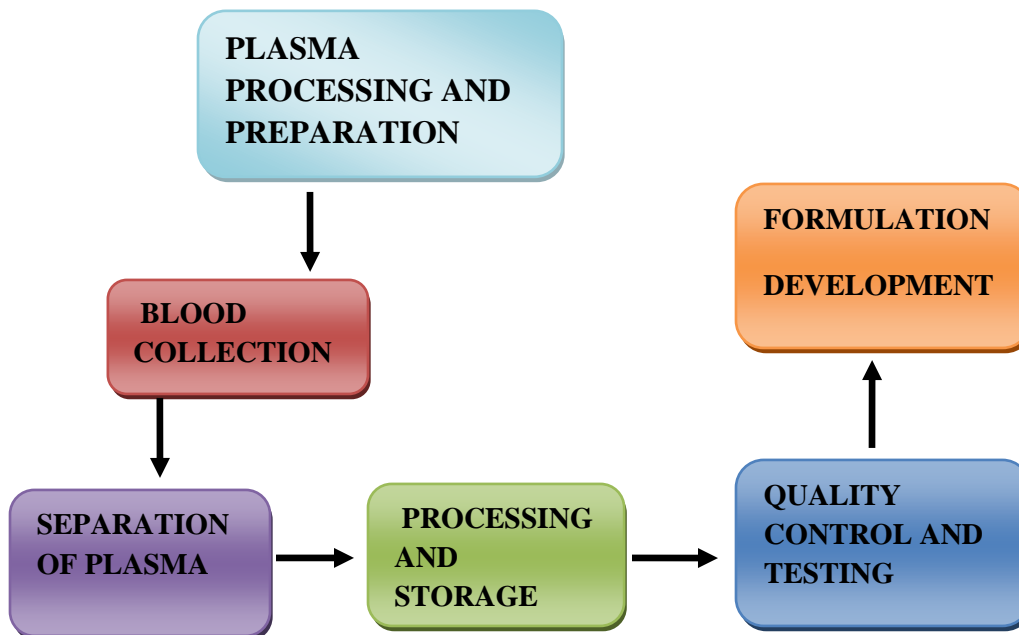 PLASMA
PROCESSING AND
PREPARATION
BLOOD
COLLECTION
SEPARATION
OF PLASMA
PROCESSING
AND
STORAGE
QUALITY
CONTROL AND
TESTING
FORMULATION
DEVELOPMENT